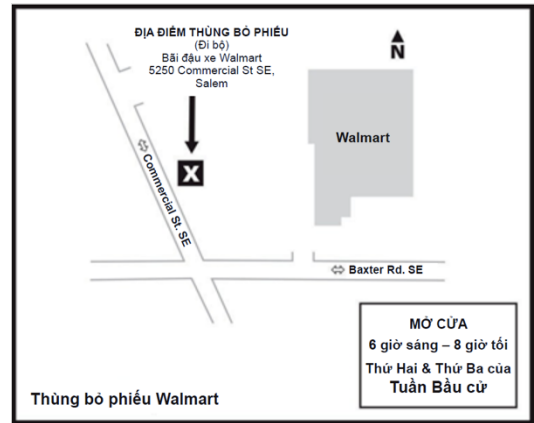 ĐỊA ĐIỂM THÙNG BỎ PHIẾU
(Đi bộ)
Bãi đậu xe Walmart
5250 Commercial St SE,
Salem
N
Walmart
X
Commercial St. SE
Baxter Rd. SE
MỞ CỬA
6 giờ sáng – 8 giờ tối
Thứ Hai & Thứ Ba của
Tuần Bầu cử
Thùng bỏ phiếu Walmart